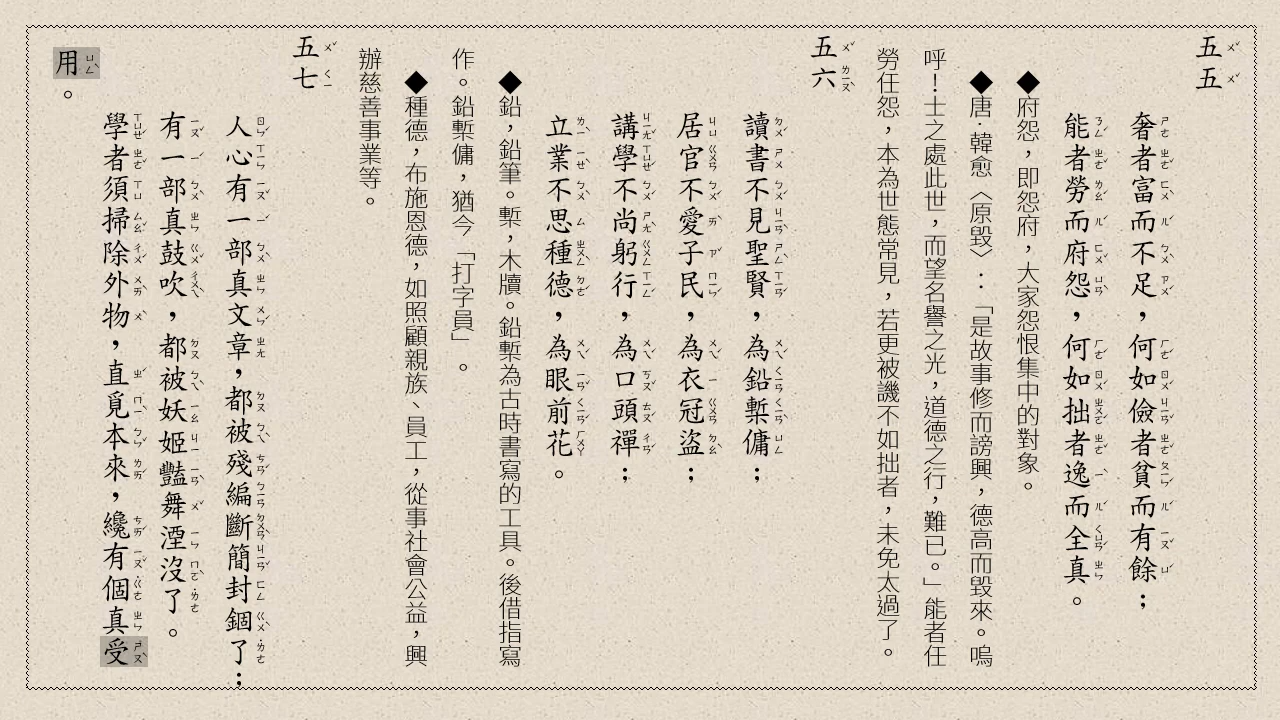 五五
奢者富而不足，何如儉者貧而有餘；
能者勞而府怨，何如拙者逸而全真。
◆府怨，即怨府，大家怨恨集中的對象。
◆唐．韓愈〈原毀〉：「是故事修而謗興，德高而毀來。嗚
呼！士之處此世，而望名譽之光，道德之行，難已。」能者任
勞任怨，本為世態常見，若更被譏不如拙者，未免太過了。
五六
讀書不見聖賢，為鉛槧傭；
居官不愛子民，為衣冠盜；
講學不尚躬行，為口頭禪；
立業不思種德，為眼前花。
◆鉛，鉛筆。槧，木牘。鉛槧為古時書寫的工具。後借指寫
作。鉛槧傭，猶今「打字員」。
◆種德，布施恩德，如照顧親族、員工，從事社會公益，興
辦慈善事業等。
五七
人心有一部真文章，都被殘編斷簡封錮了；
有一部真鼓吹，都被妖姬豔舞湮沒了。
學者須掃除外物，直覓本來，纔有個真受
用。